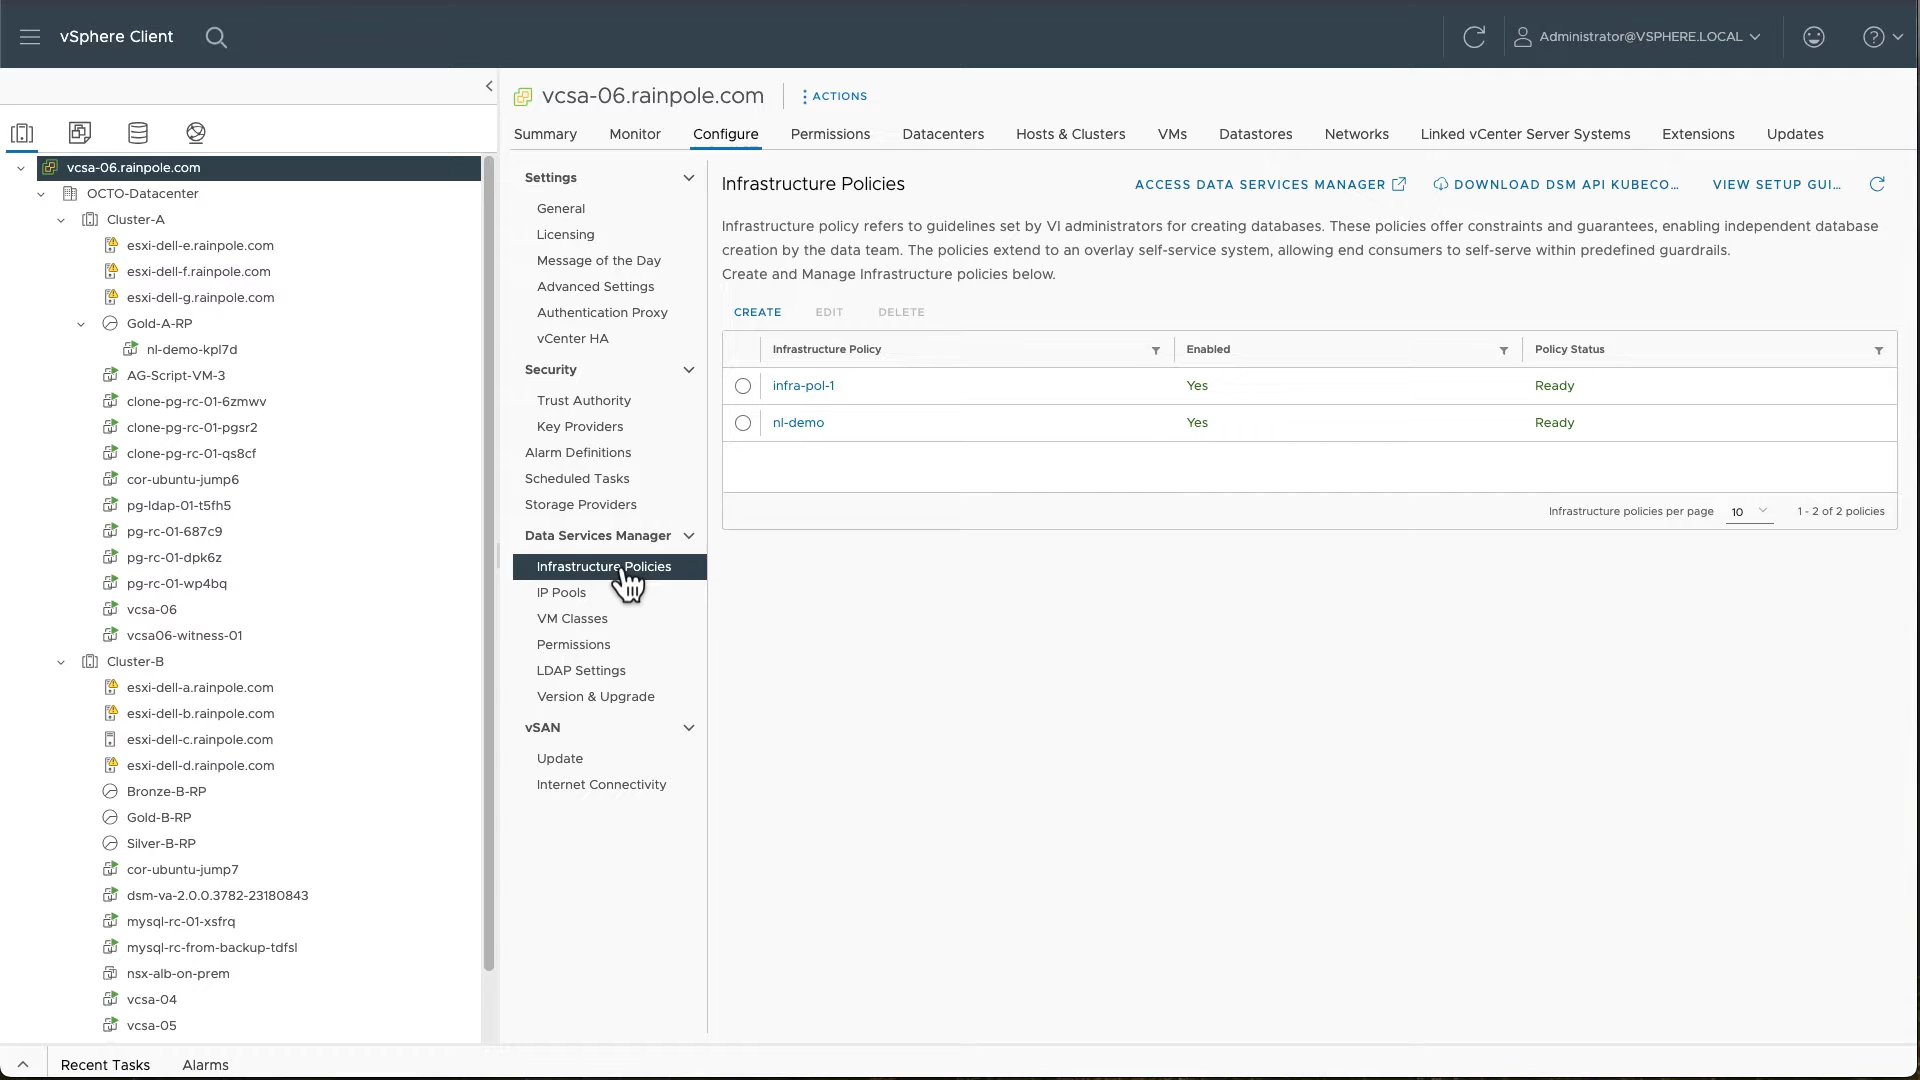 vSphere Client
Administrator@VSPHERE.LOCAL
vcsa-06.rainpole.com
ACTIONS
Summary
Monitor
Configure
Permissions
Datacenters
Hosts & Clusters
VMs
Datastores
Networks
Linked vCenter Server Systems
Extensions
Updates
vcsa-06.rainpole.com
OCTO-Datacenter
Cluster-A
esxi-dell-e.rainpole.com
esxi-dell-f.rainpole.com
esxi-dell-g.rainpole.com
Gold-A-RP
nl-demo-kpl7d
AG-Script-VM-3
clone-pg-rc-01-6zmwv
clone-pg-rc-01-pgsr2
clone-pg-rc-01-qs8cf
cor-ubuntu-jump6
pg-ldap-01-t5fh5
pg-rc-01-687c9
pg-rc-01-dpk6z
pg-rc-01-wp4bq
vcsa-06
vcsa06-witness-01
Cluster-B
esxi-dell-a.rainpole.com
esxi-dell-b.rainpole.com
esxi-dell-c.rainpole.com
esxi-dell-d.rainpole.com
Bronze-B-RP
Gold-B-RP
Silver-B-RP
cor-ubuntu-jump7
dsm-va-2.0.0.3782-23180843
mysql-rc-01-xsfrq
mysql-rc-from-backup-tdfsl
nsx-alb-on-prem
vcsa-04
vcsa-05
Settings
General
Licensing
Message of the Day
Advanced Settings
Authentication Proxy
vCenter HA
Security
Trust Authority
Key Providers
Alarm Definitions
Scheduled Tasks
Storage Providers
Data Services Manager
Infrastructure Policies
IP Pools
VM Classes
Permissions
LDAP Settings
Version & Upgrade
vSAN
Update
Internet Connectivity
Infrastructure Policies
ACCESS DATA SERVICES MANAGER
DOWNLOAD DSM API KUBECO...
VIEW SETUP GUI...
Infrastructure policy refers to guidelines set by VI administrators for creating databases. These policies offer constraints and guarantees, enabling independent database
creation by the data team. The policies extend to an overlay self-service system, allowing end consumers to self-serve within predefined guardrails.
Create and Manage Infrastructure policies below.
CREATE
EDIT
DELETE
Infrastructure Policy
Enabled
Policy Status
infra-pol-1
Yes
Ready
nl-demo
Yes
Ready
Infrastructure policies per page
10
1 - 2 of 2 policies
Recent Tasks
Alarms